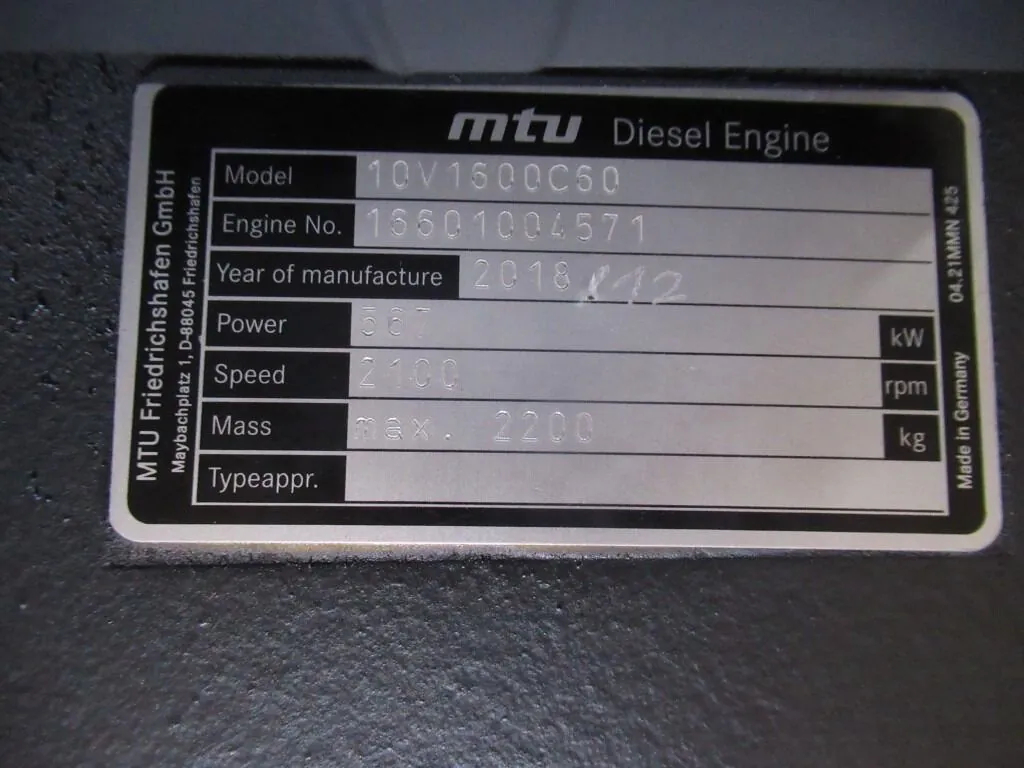 mtu Diesel Engine
Model 10V1600C60
Engine No. 16601004571
Year of manufacture 2018 /12
Power 567 kW
Speed 2100 rpm
Mass max. 2200 kg
Typeappr.
MTU Friedrichshafen GmbH
Maybachplatz 1, D-88045 Friedrichshafen
Made in Germany
04.21MMN 425